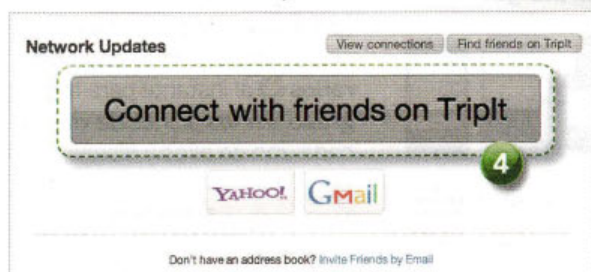 Network Updates View connections Find friends on TripIt
Connect with friends on TripIt
4
YAHOO! GMail
Don't have an address book? Invite Friends by Email